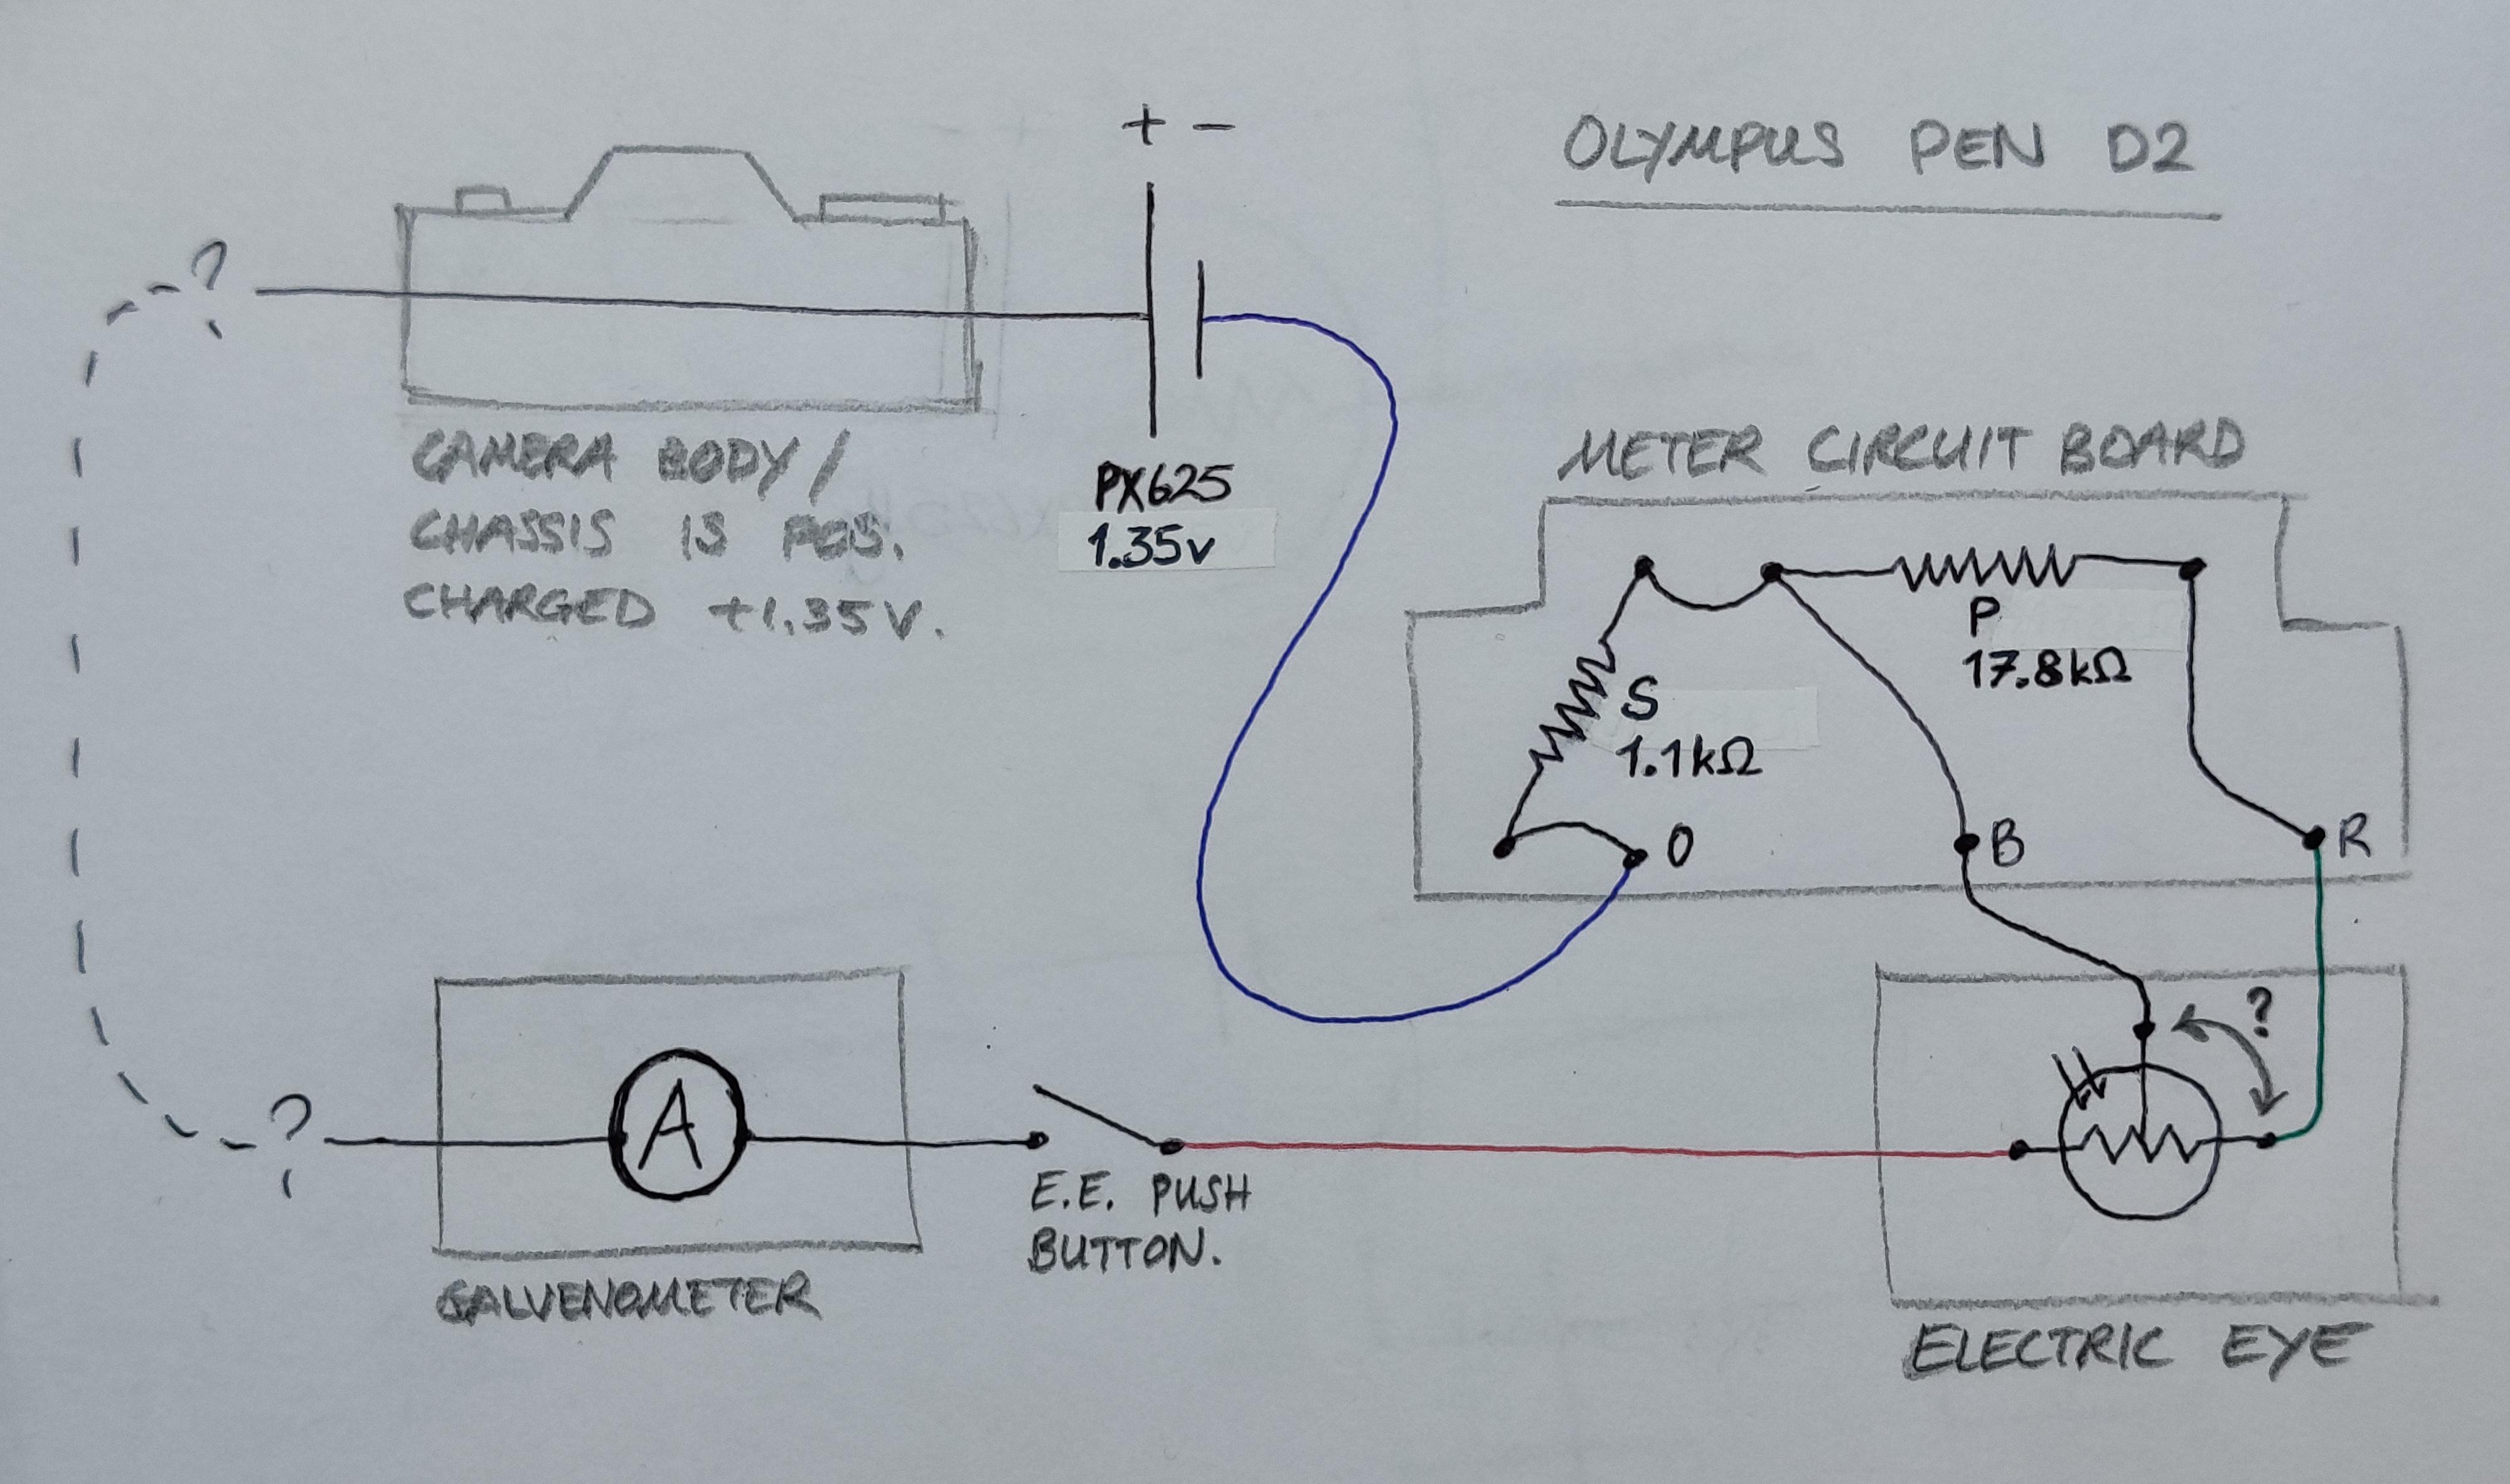 OLYMPUS PEN D2
+ -
?
CAMERA BODY /
CHASSIS IS POS.
CHARGED +1.35V.
PX625
1.35v
METER CIRCUIT BOARD
P
17.8kΩ
S
1.1kΩ
O
B
R
?
?
A
E.E. PUSH
BUTTON.
GALVENOMETER
ELECTRIC EYE